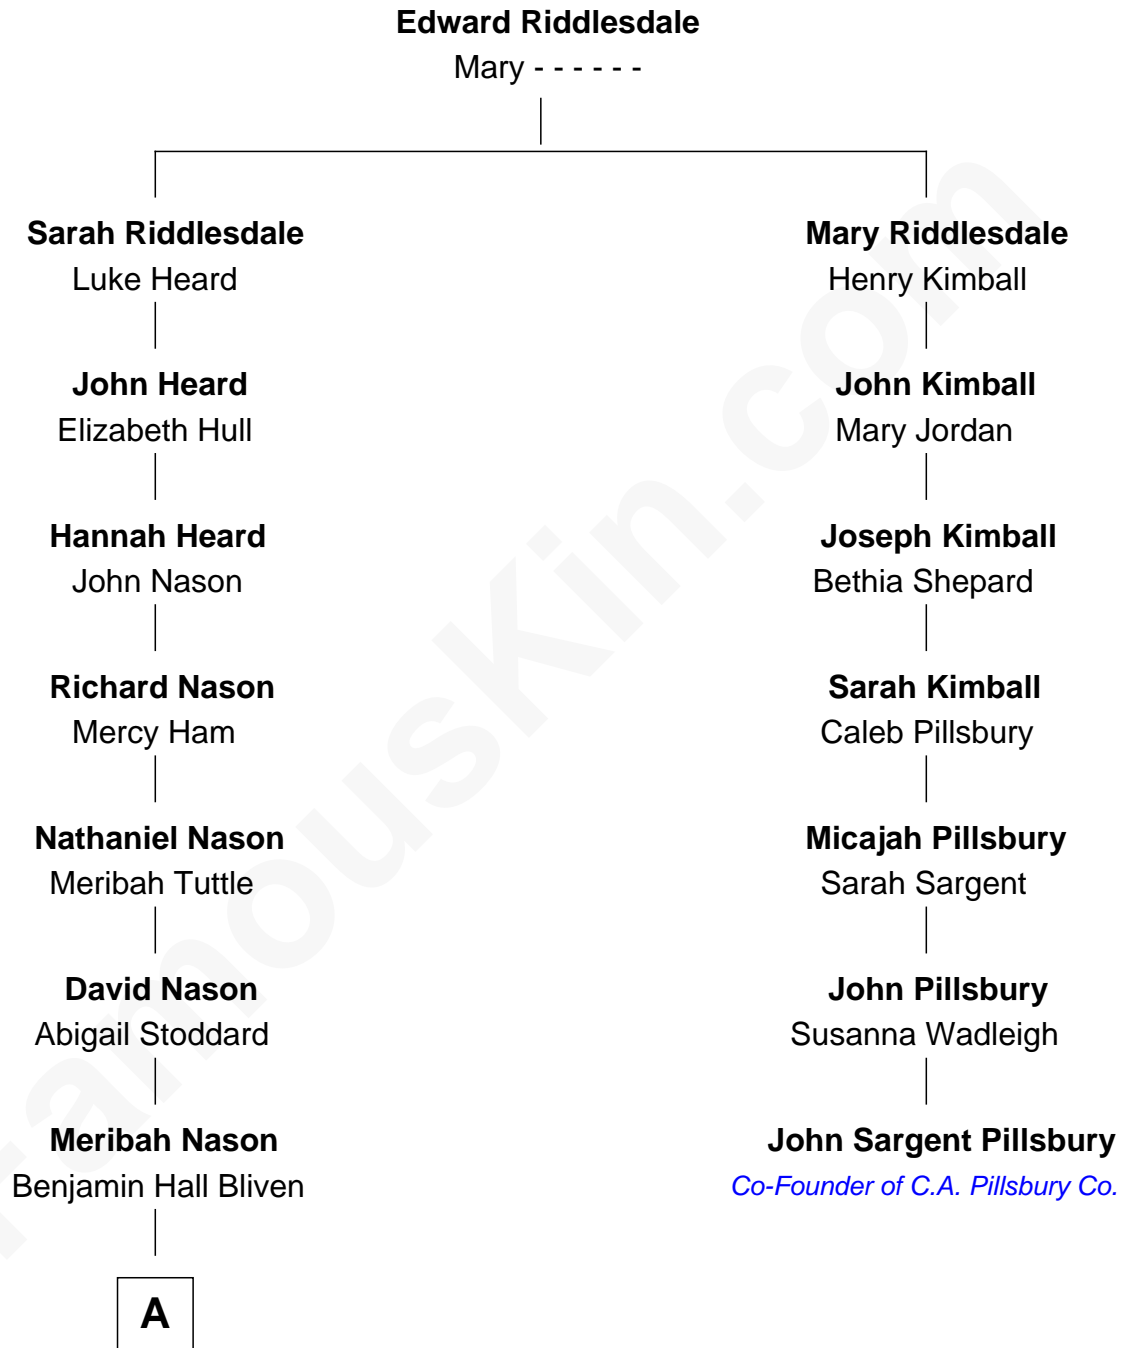 Edward Riddlesdale
Mary - - - - - -
Sarah Riddlesdale
Luke Heard
John Heard
Elizabeth Hull
Hannah Heard
John Nason
Richard Nason
Mercy Ham
Nathaniel Nason
Meribah Tuttle
David Nason
Abigail Stoddard
Meribah Nason
Benjamin Hall Bliven
A
Mary Riddlesdale
Henry Kimball
John Kimball
Mary Jordan
Joseph Kimball
Bethia Shepard
Sarah Kimball
Caleb Pillsbury
Micajah Pillsbury
Sarah Sargent
John Pillsbury
Susanna Wadleigh
John Sargent Pillsbury
Co-Founder of C.A. Pillsbury Co.
FamousKin.com